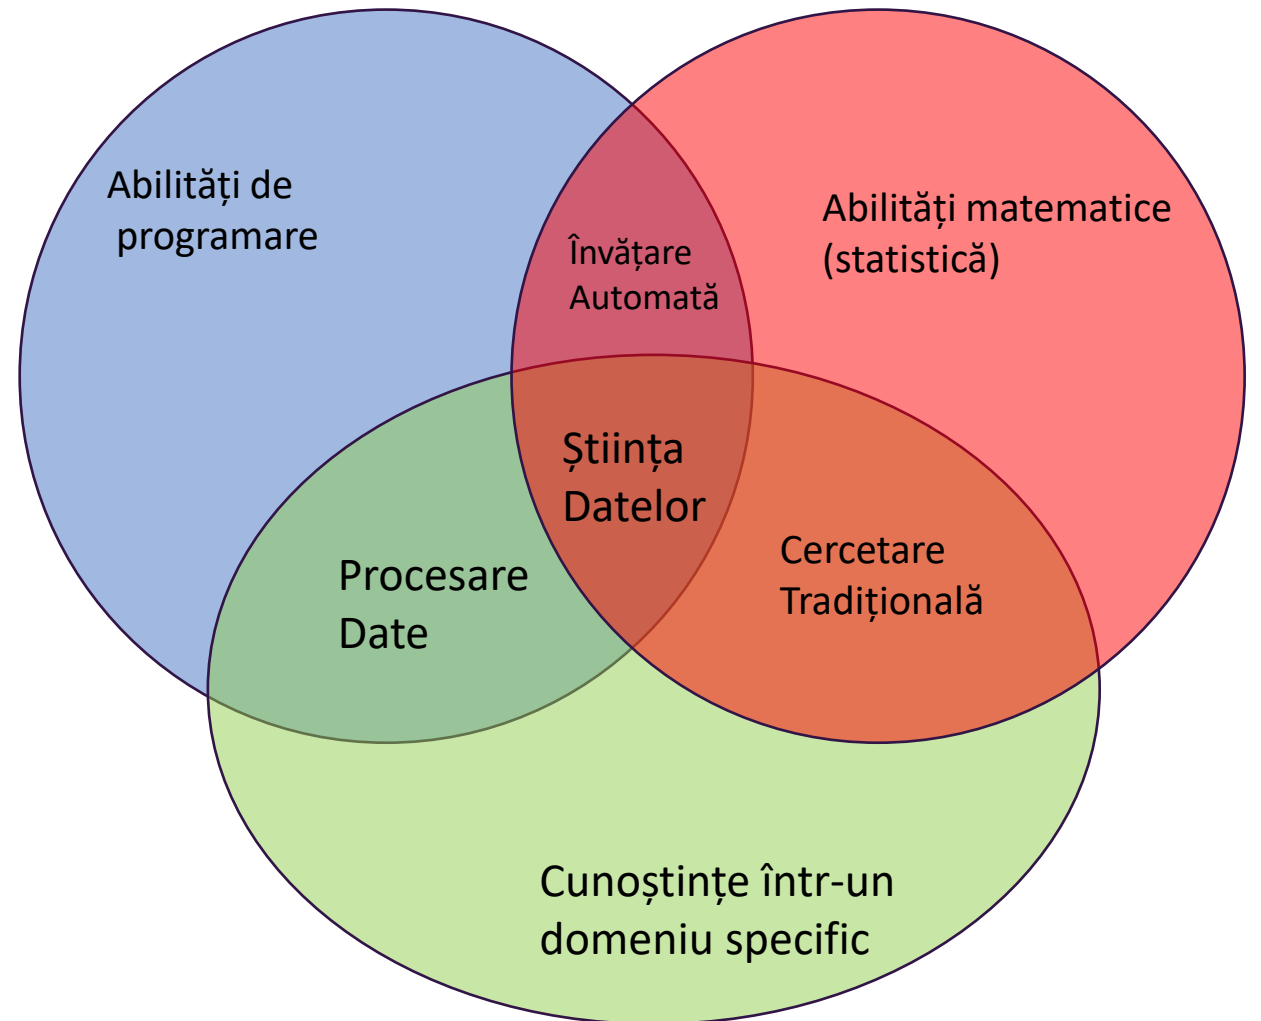 Abilități de
programare
Abilități matematice
(statistică)
Învățare
Automată
Știința
Datelor
Procesare
Date
Cercetare
Tradițională
Cunoștințe într-un
domeniu specific